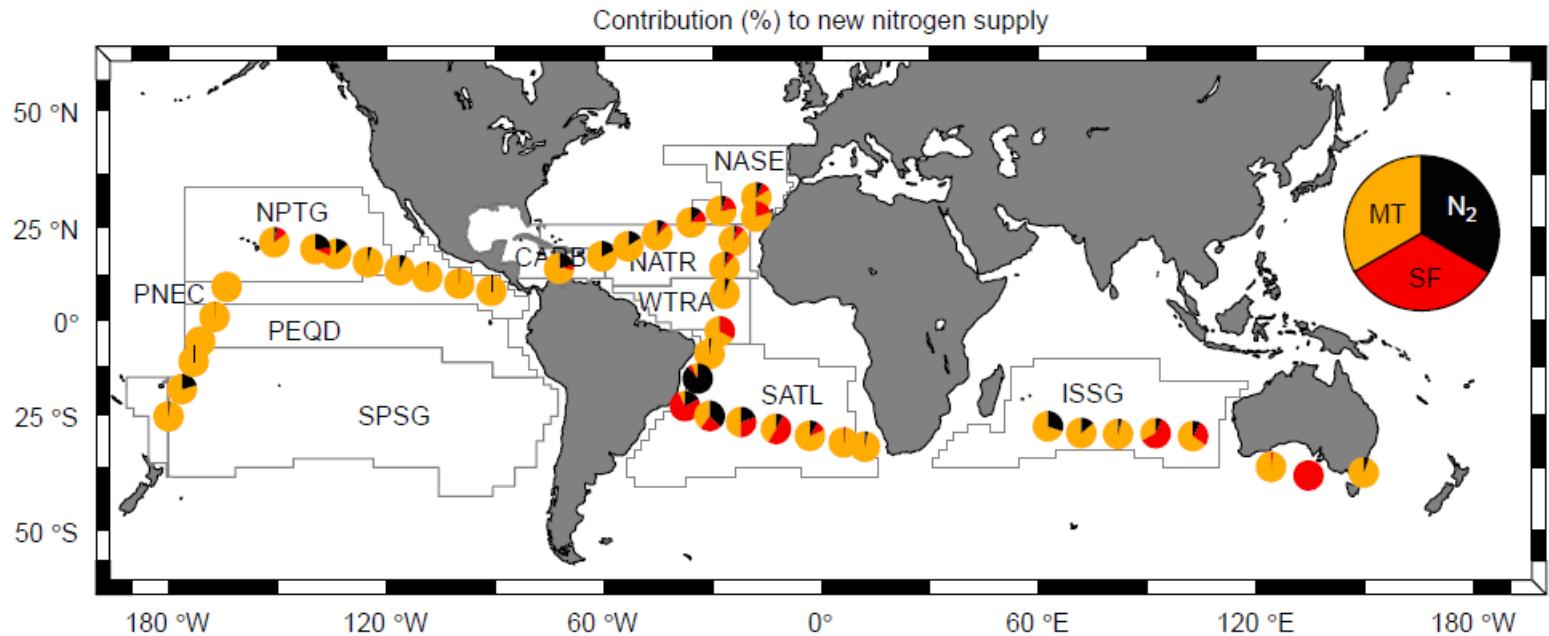 Contribution (%) to new nitrogen supply
50 °N
25 °N
0°
25 °S
50 °S
NASE
NPTG
CARB
NATR
PNEC
WTRA
PEQD
SATL
ISSG
SPSG
MT
N₂
SF
180 °W
120 °W
60 °W
0°
60 °E
120 °E
180 °W